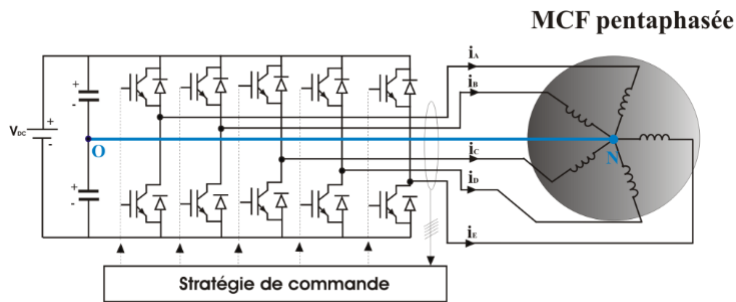 MCF pentaphasée
iA
iB
+
-
VDC
+
-
O
N
iC
+
-
iD
iE
Stratégie de commande